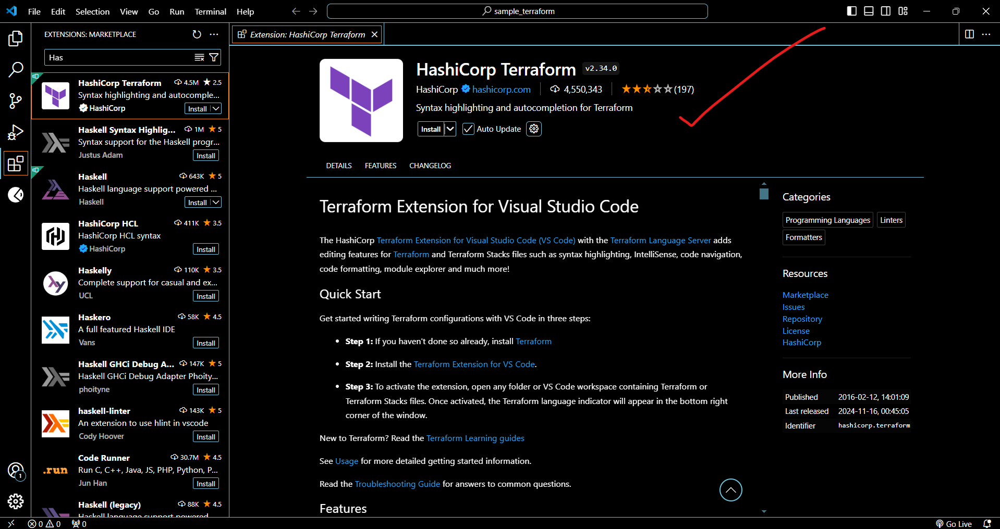 File Edit Selection View Go Run Terminal Help
sample_terraform
EXTENSIONS: MARKETPLACE
Has
HashiCorp Terraform 4.5M 2.5
Syntax highlighting and autocomple...
HashiCorp Install
Haskell Syntax Highlig... 1M 5
Syntax support for the Haskell progr...
Justus Adam Install
Haskell 643K 5
Haskell language support powered ...
Haskell Install
HashiCorp HCL 411K 3.5
HashiCorp HCL syntax
HashiCorp Install
Haskelly 110K 3.5
Complete support for casual and ex...
UCL Install
Haskero 58K 4.5
A full featured Haskell IDE
Vans Install
Haskell GHCi Debug A... 147K 5
Haskell GHCi Debug Adapter Phoity...
phoityne Install
haskell-linter 143K 5
An extension to use hlint in vscode
Cody Hoover Install
.run
Code Runner 30.7M 4.5
Run C, C++, Java, JS, PHP, Python, P...
Jun Han Install
Haskell (legacy) 88K 4.5
Haskell language support powered
1
Extension: HashiCorp Terraform
HashiCorp Terraform v2.34.0
HashiCorp hashicorp.com 4,550,343 (197)
Syntax highlighting and autocompletion for Terraform
Install Auto Update
DETAILS FEATURES CHANGELOG
Terraform Extension for Visual Studio Code
The HashiCorp Terraform Extension for Visual Studio Code (VS Code) with the Terraform Language Server adds
editing features for Terraform and Terraform Stacks files such as syntax highlighting, IntelliSense, code navigation,
code formatting, module explorer and much more!
Quick Start
Get started writing Terraform configurations with VS Code in three steps:
• Step 1: If you haven't done so already, install Terraform
• Step 2: Install the Terraform Extension for VS Code.
• Step 3: To activate the extension, open any folder or VS Code workspace containing Terraform or
Terraform Stacks files. Once activated, the Terraform language indicator will appear in the bottom right
corner of the window.
New to Terraform? Read the Terraform Learning guides
See Usage for more detailed getting started information.
Read the Troubleshooting Guide for answers to common questions.
Features
Categories
Programming Languages Linters
Formatters
Resources
Marketplace
Issues
Repository
License
HashiCorp
More Info
Published 2016-02-12, 14:01:09
Last released 2024-11-16, 00:45:05
Identifier hashicorp.terraform
0 0 0 Go Live